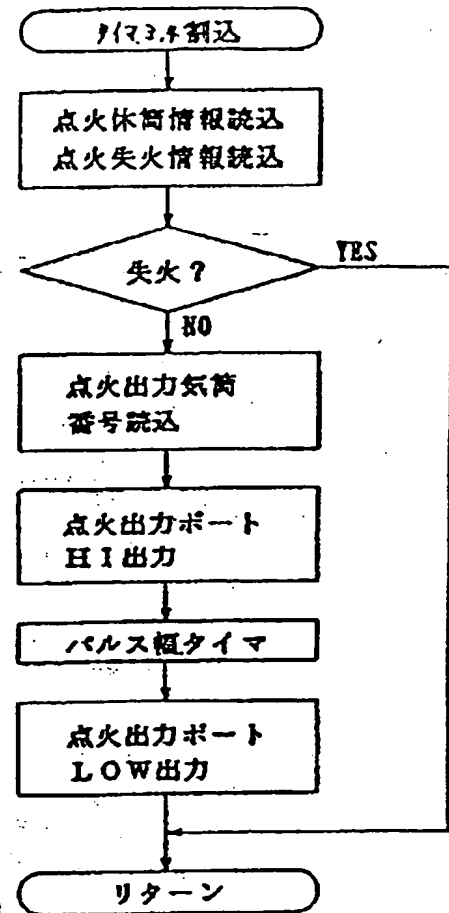 タイマ3,4割込
点火休筒情報読込
点火失火情報読込
失火?
YES
NO
点火出力気筒
番号読込
点火出力ポート
HI出力
パルス幅タイマ
点火出力ポート
LOW出力
リターン